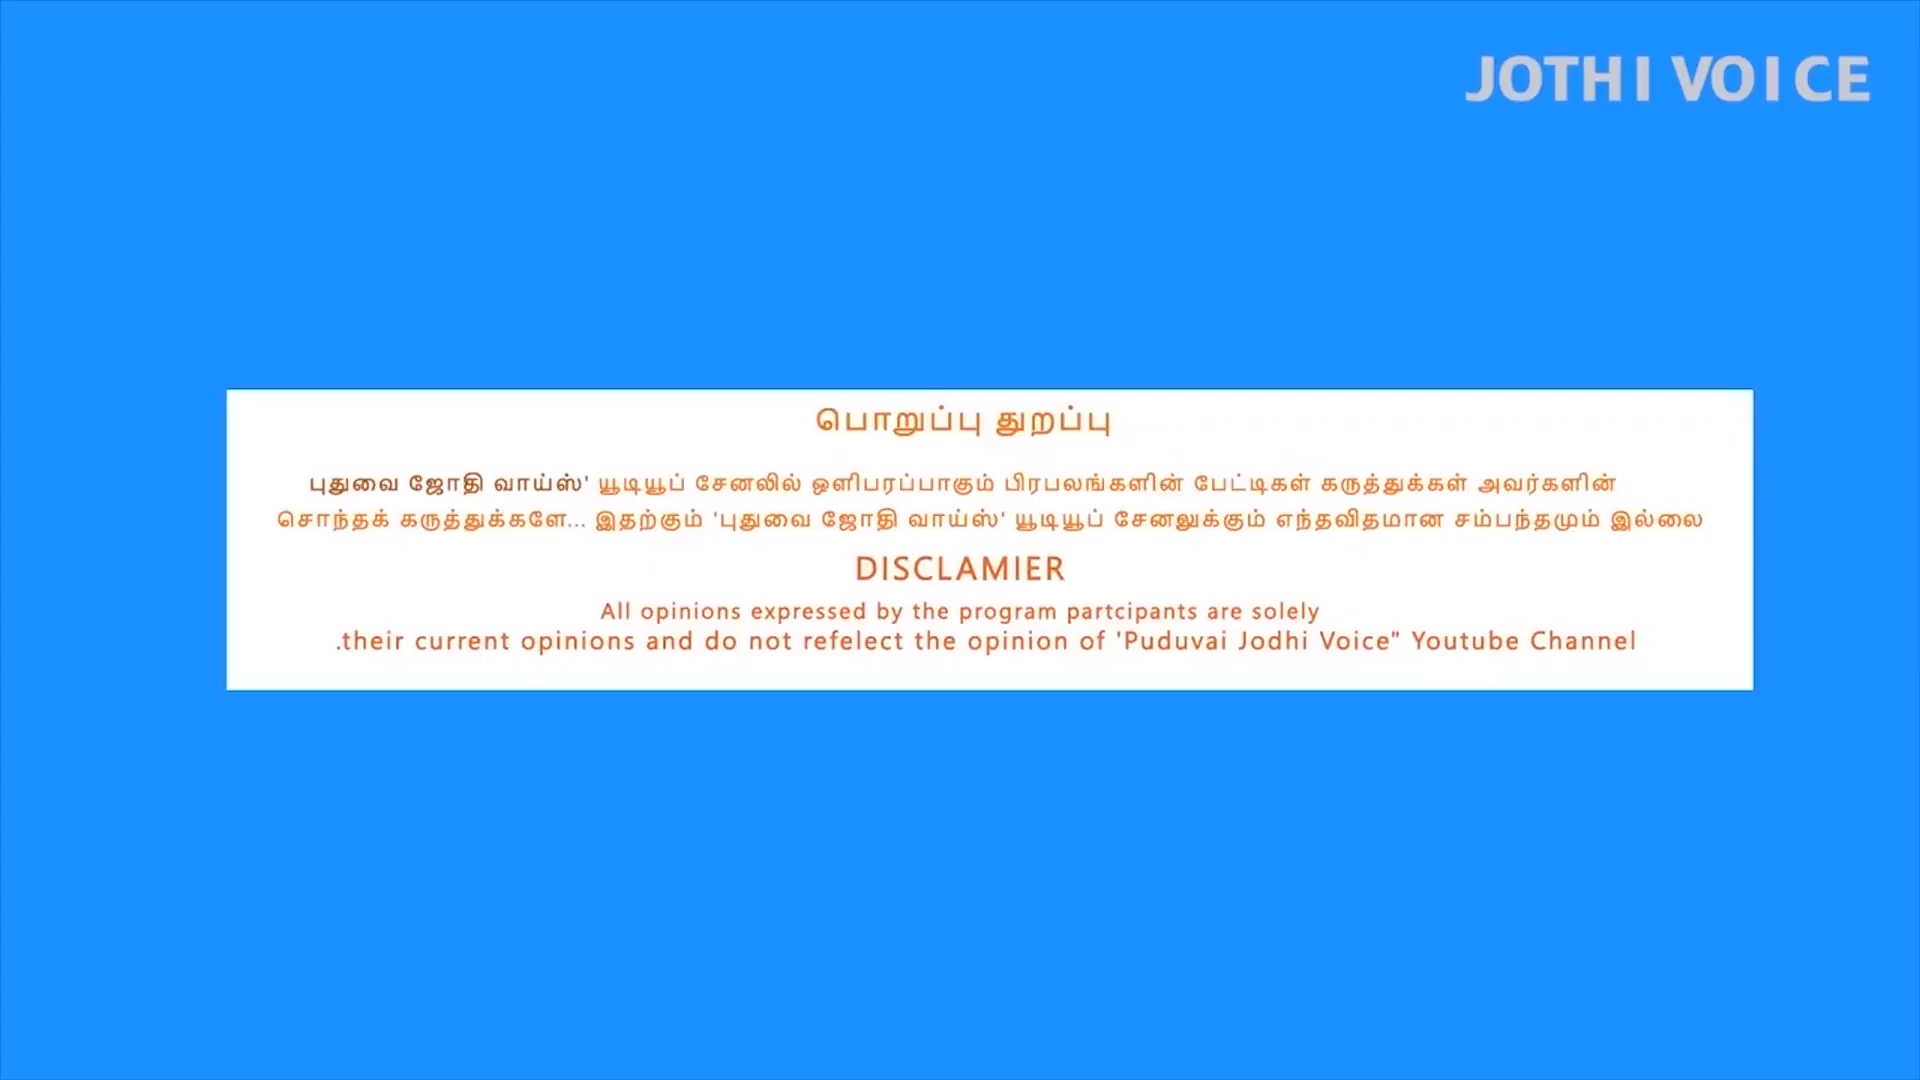 JOTHI VOICE
பொறுப்பு துறப்பு
புதுவை ஜோதி வாய்ஸ்' யூடியூப் சேனலில் ஒளிபரப்பாகும் பிரபலங்களின் பேட்டிகள் கருத்துக்கள் அவர்களின்
சொந்தக் கருத்துக்களே... இதற்கும் 'புதுவை ஜோதி வாய்ஸ்' யூடியூப் சேனலுக்கும் எந்தவிதமான சம்பந்தமும் இல்லை
DISCLAMIER
All opinions expressed by the program partcipants are solely
.their current opinions and do not refelect the opinion of 'Puduvai Jodhi Voice" Youtube Channel